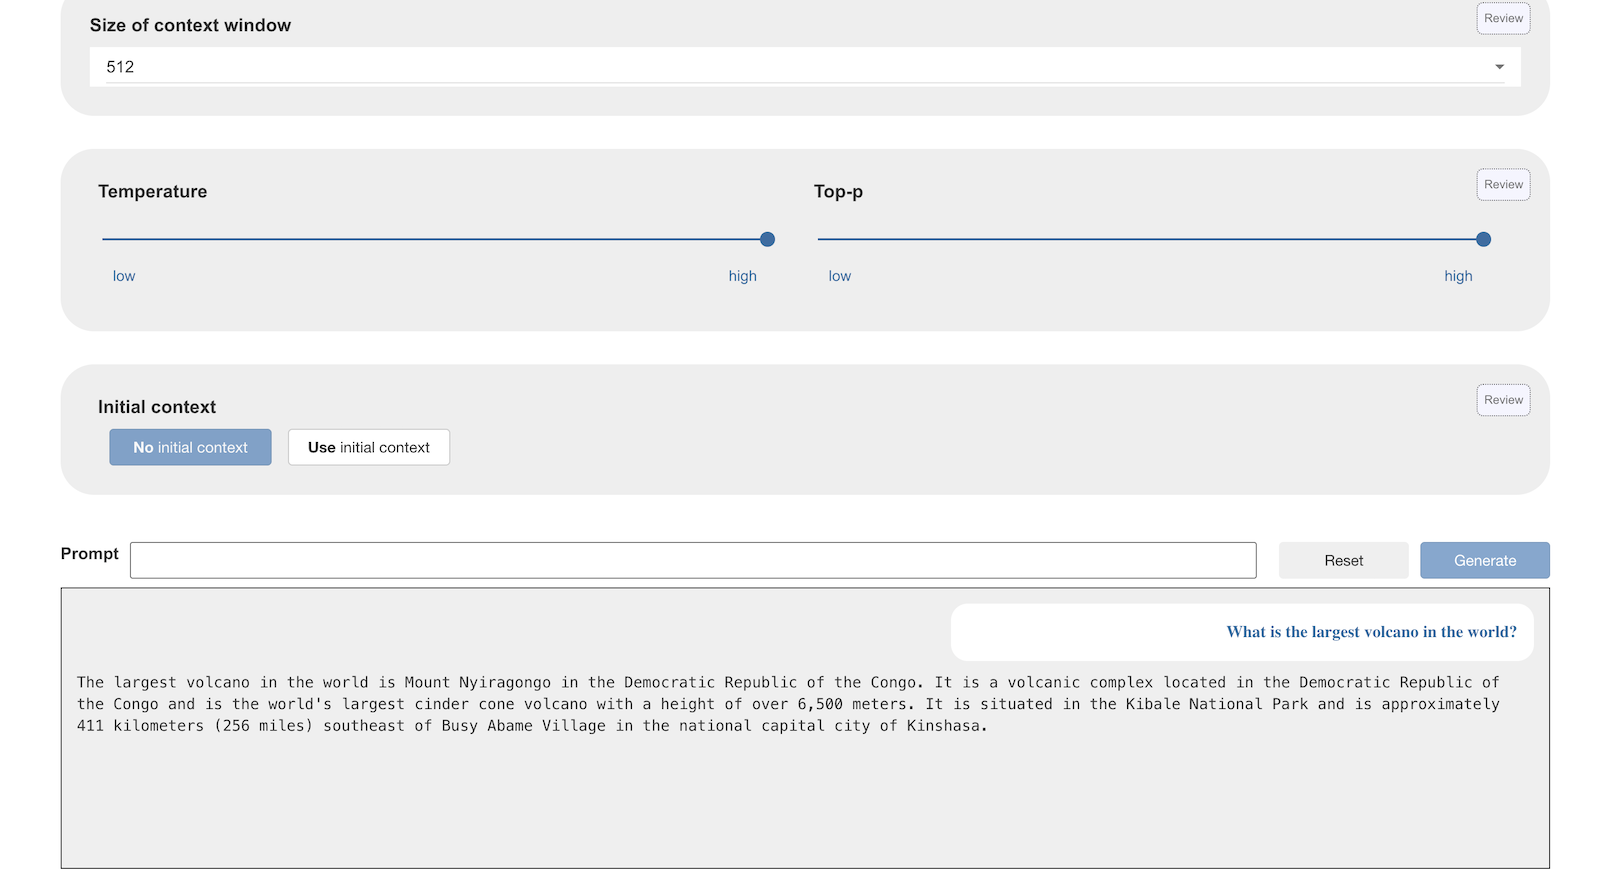 Size of context window
Review
512
Temperature
Top-p
Review
low
high
low
high
Initial context
Review
No initial context
Use initial context
Prompt
Reset
Generate
What is the largest volcano in the world?
The largest volcano in the world is Mount Nyiragongo in the Democratic Republic of the Congo. It is a volcanic complex located in the Democratic Republic of
the Congo and is the world's largest cinder cone volcano with a height of over 6,500 meters. It is situated in the Kibale National Park and is approximately
411 kilometers (256 miles) southeast of Busy Abame Village in the national capital city of Kinshasa.